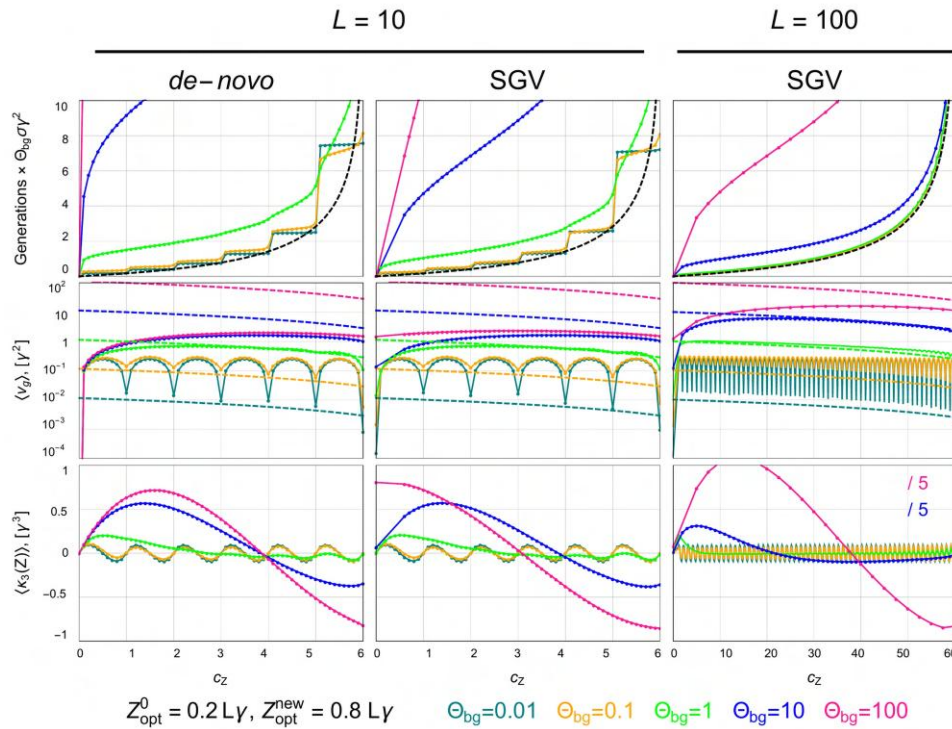 L = 10 L = 100
de-novo SGV SGV
Generations × Θbgσγ²
10
8
6
4
2
0
⟨νg⟩, [γ²]
10²
10
1
10⁻¹
10⁻²
10⁻³
10⁻⁴
⟨κ₃(Z)⟩, [γ³]
1
0.5
0
−0.5
−1
/ 5
/ 5
0 1 2 3 4 5 6 0 1 2 3 4 5 6 0 10 20 30 40 50 60
cZ cZ cZ
Z⁰opt = 0.2 Lγ, Zⁿᵉʷopt = 0.8 Lγ Θbg=0.01 Θbg=0.1 Θbg=1 Θbg=10 Θbg=100